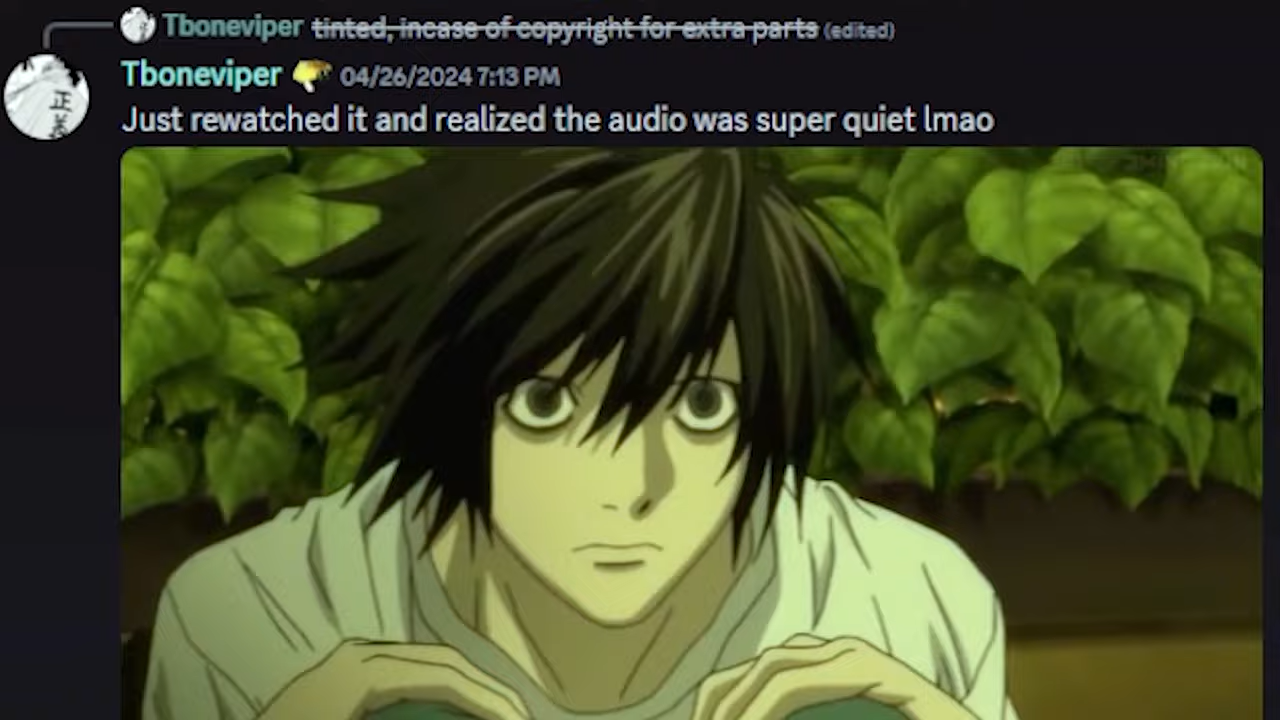 Tboneviper tinted, incase of copyright for extra parts (edited)
Tboneviper 04/26/2024 7:13 PM
Just rewatched it and realized the audio was super quiet lmao
正